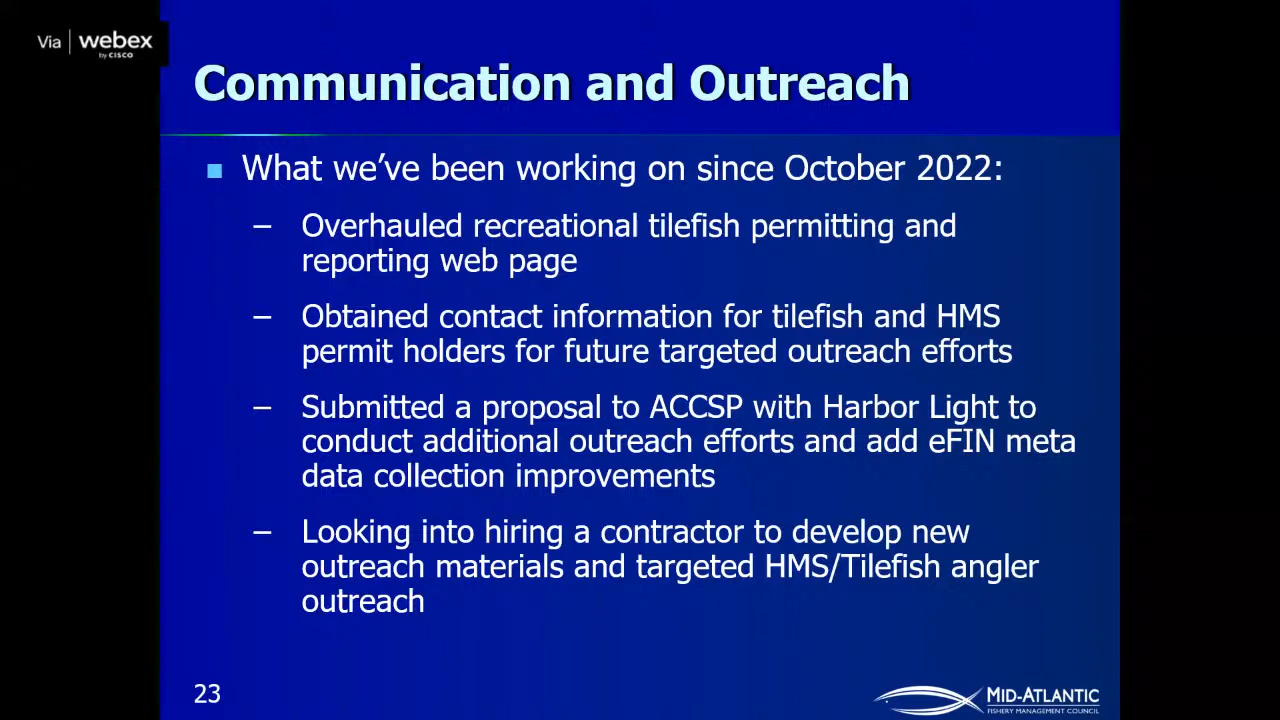 Via webex
by CISCO
Communication and Outreach
What we've been working on since October 2022:
– Overhauled recreational tilefish permitting and
reporting web page
– Obtained contact information for tilefish and HMS
permit holders for future targeted outreach efforts
– Submitted a proposal to ACCSP with Harbor Light to
conduct additional outreach efforts and add eFIN meta
data collection improvements
– Looking into hiring a contractor to develop new
outreach materials and targeted HMS/Tilefish angler
outreach
23
MID-ATLANTIC
FISHERY MANAGEMENT COUNCIL